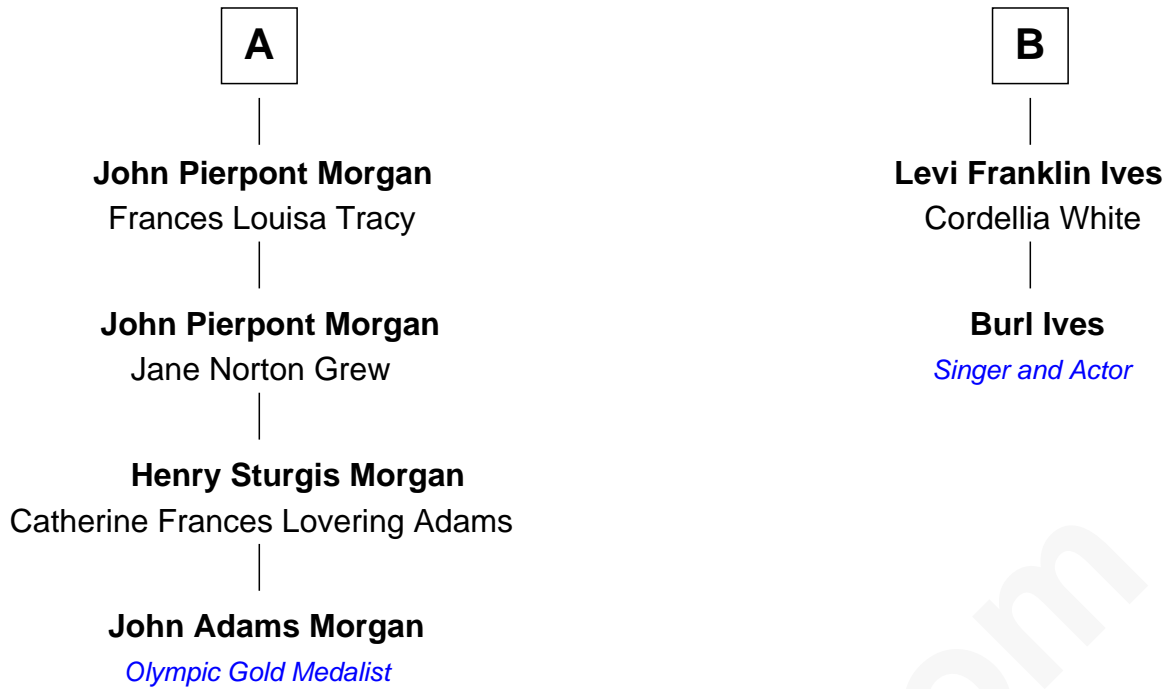 A
John Pierpont Morgan
Frances Louisa Tracy
John Pierpont Morgan
Jane Norton Grew
Henry Sturgis Morgan
Catherine Frances Lovering Adams
John Adams Morgan
Olympic Gold Medalist
B
Levi Franklin Ives
Cordellia White
Burl Ives
Singer and Actor
om